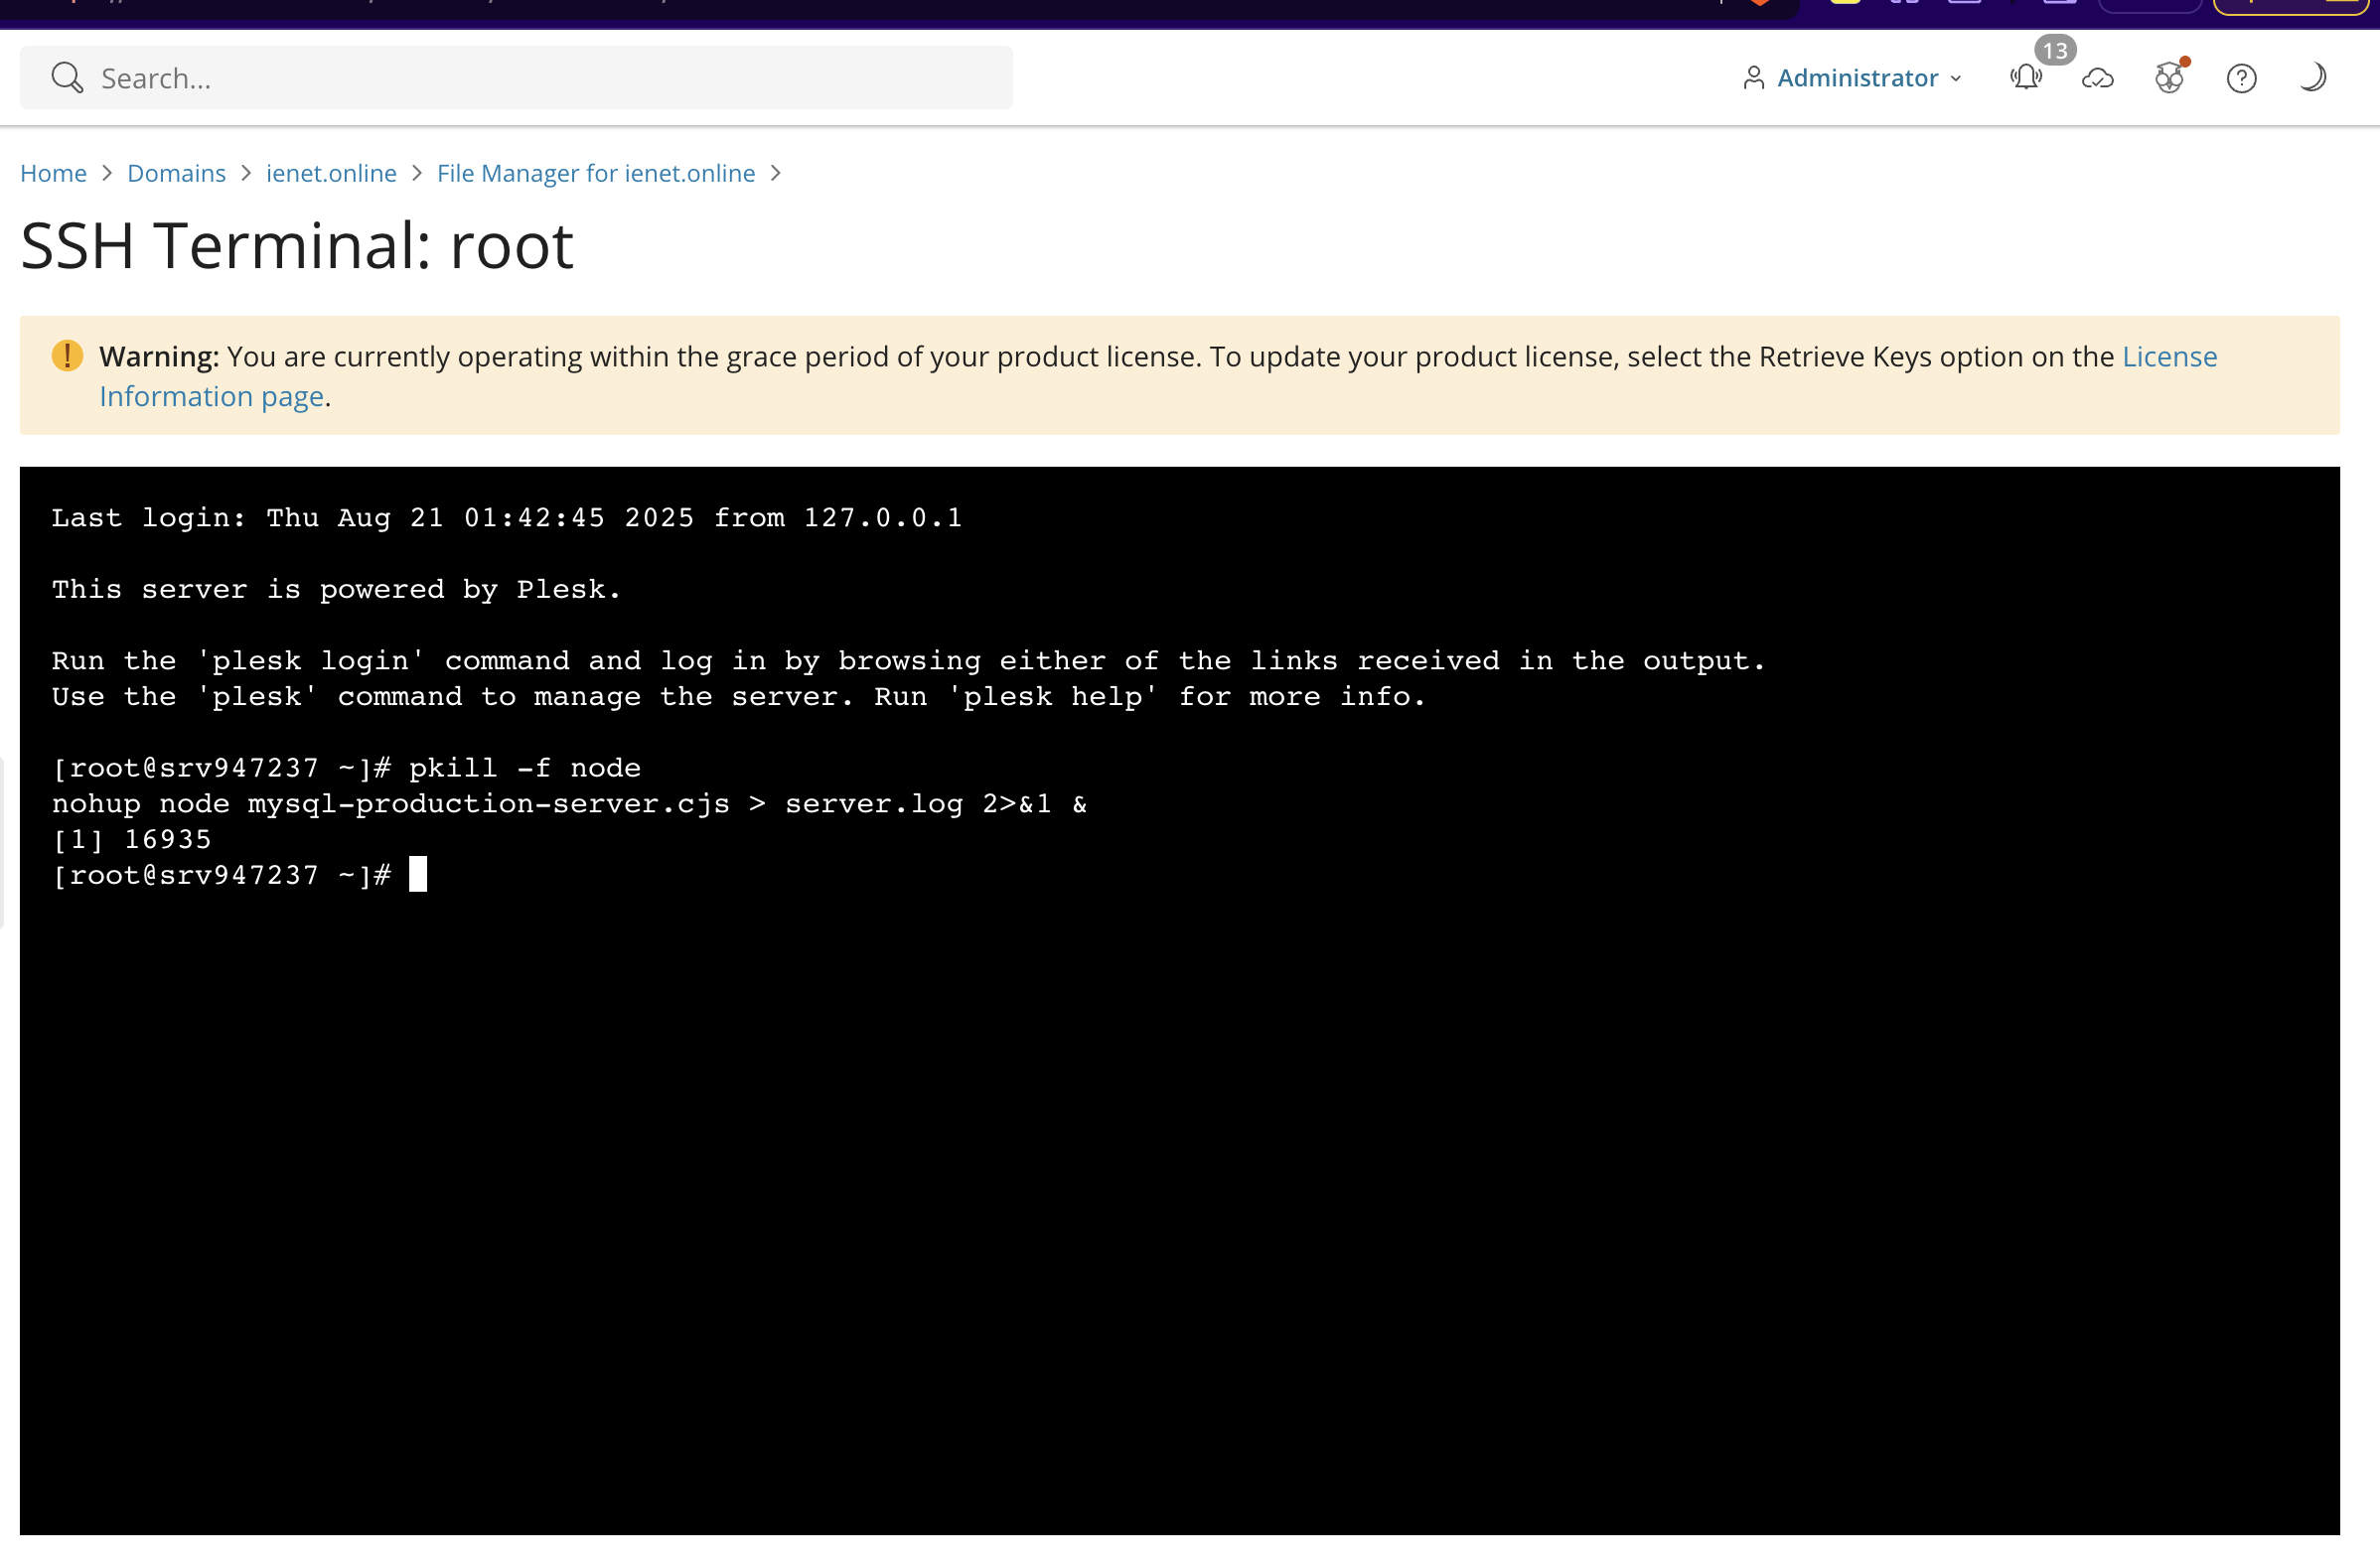 Search...
Administrator
13
Home > Domains > ienet.online > File Manager for ienet.online >
SSH Terminal: root
Warning: You are currently operating within the grace period of your product license. To update your product license, select the Retrieve Keys option on the License
Information page.
Last login: Thu Aug 21 01:42:45 2025 from 127.0.0.1
This server is powered by Plesk.
Run the 'plesk login' command and log in by browsing either of the links received in the output.
Use the 'plesk' command to manage the server. Run 'plesk help' for more info.
[root@srv947237 ~]# pkill -f node
nohup node mysql-production-server.cjs > server.log 2>&1 &
[1] 16935
[root@srv947237 ~]#